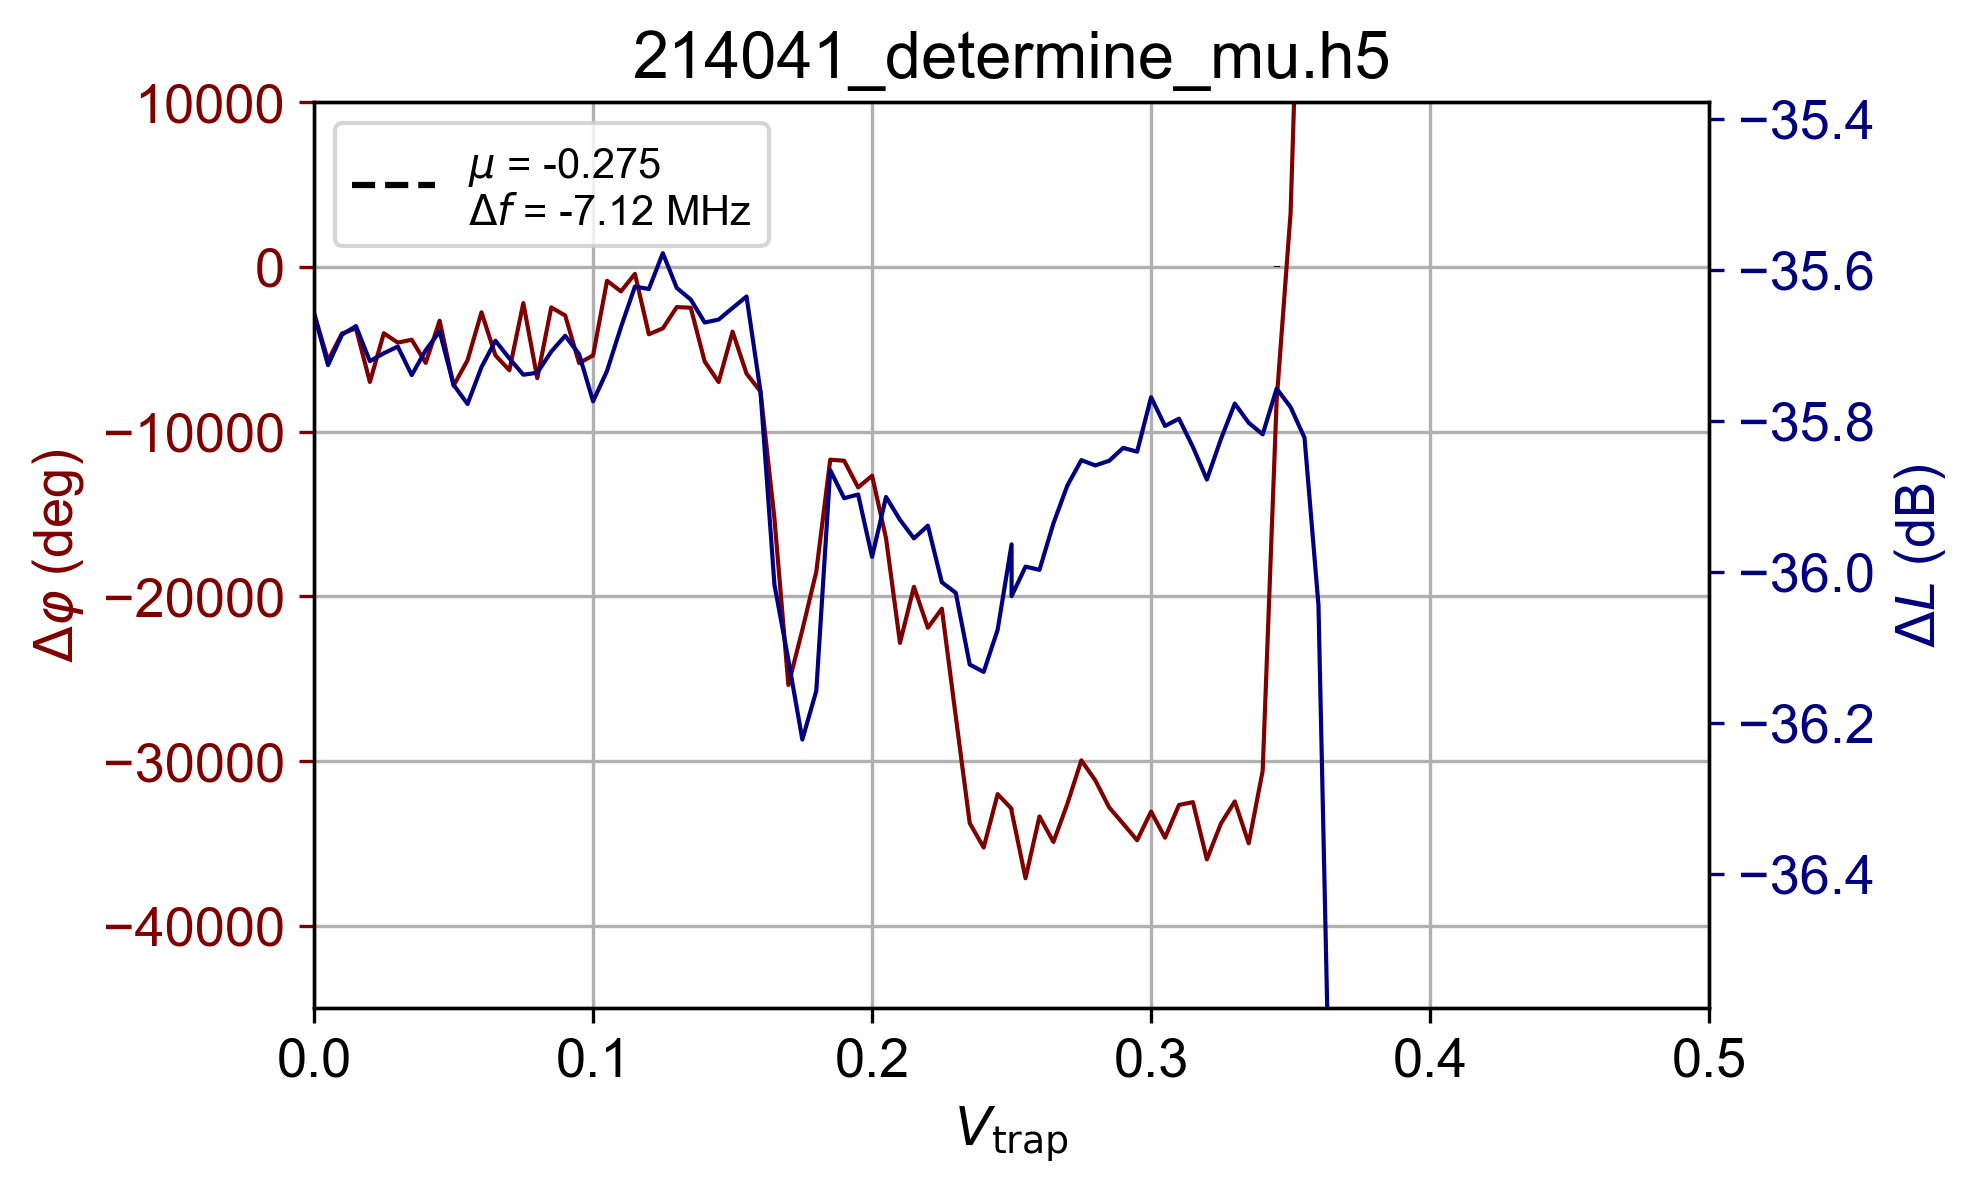 214041_determine_mu.h5
10000
0
−10000
−20000
−30000
−40000
Δφ (deg)
μ = -0.275
Δf = -7.12 MHz
−35.4
−35.6
−35.8
−36.0
−36.2
−36.4
ΔL (dB)
0.0 0.1 0.2 0.3 0.4 0.5
Vtrap